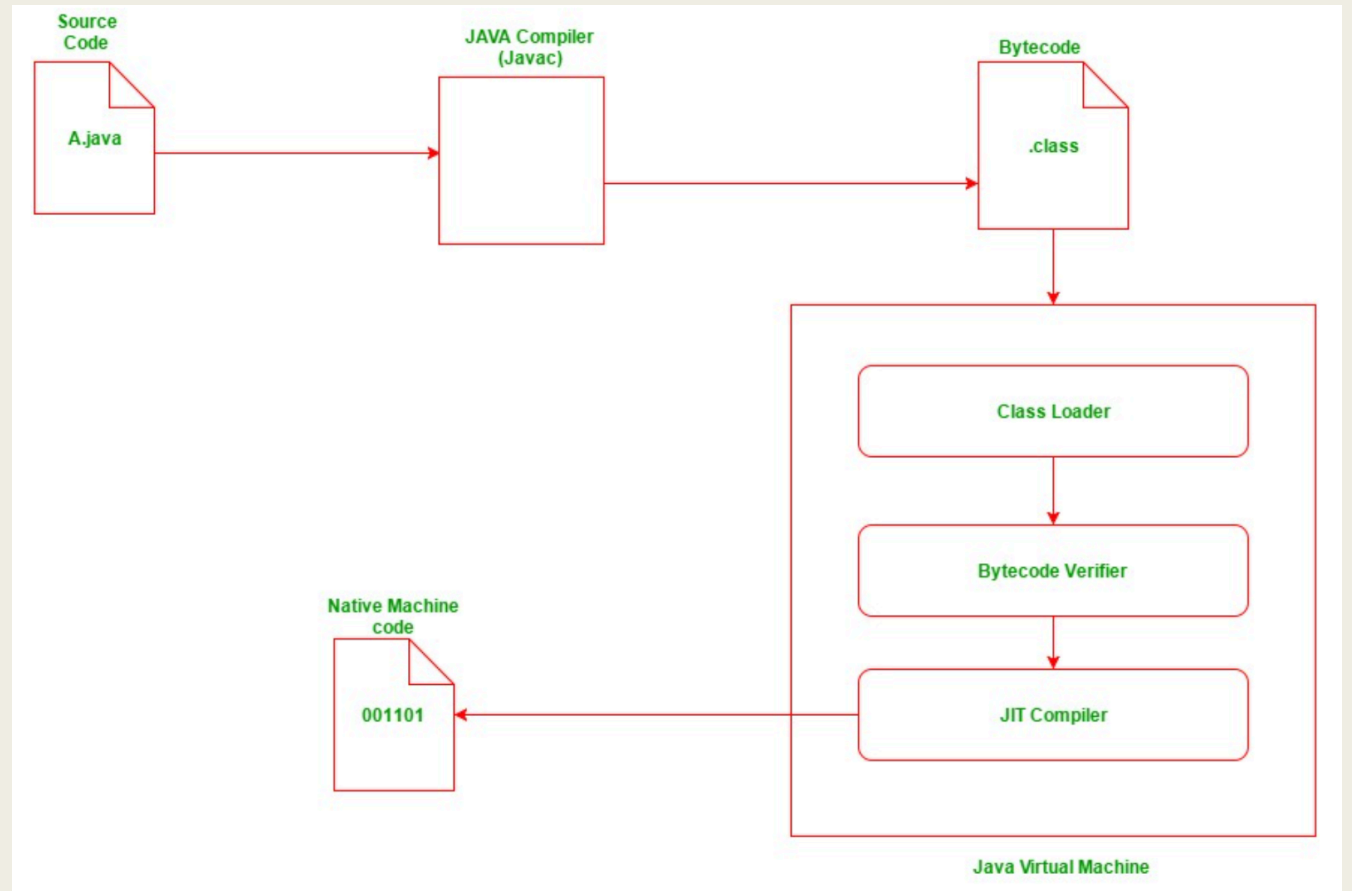 Source
Code
A.java
JAVA Compiler
(Javac)
Bytecode
.class
Class Loader
Bytecode Verifier
JIT Compiler
Java Virtual Machine
Native Machine
code
001101